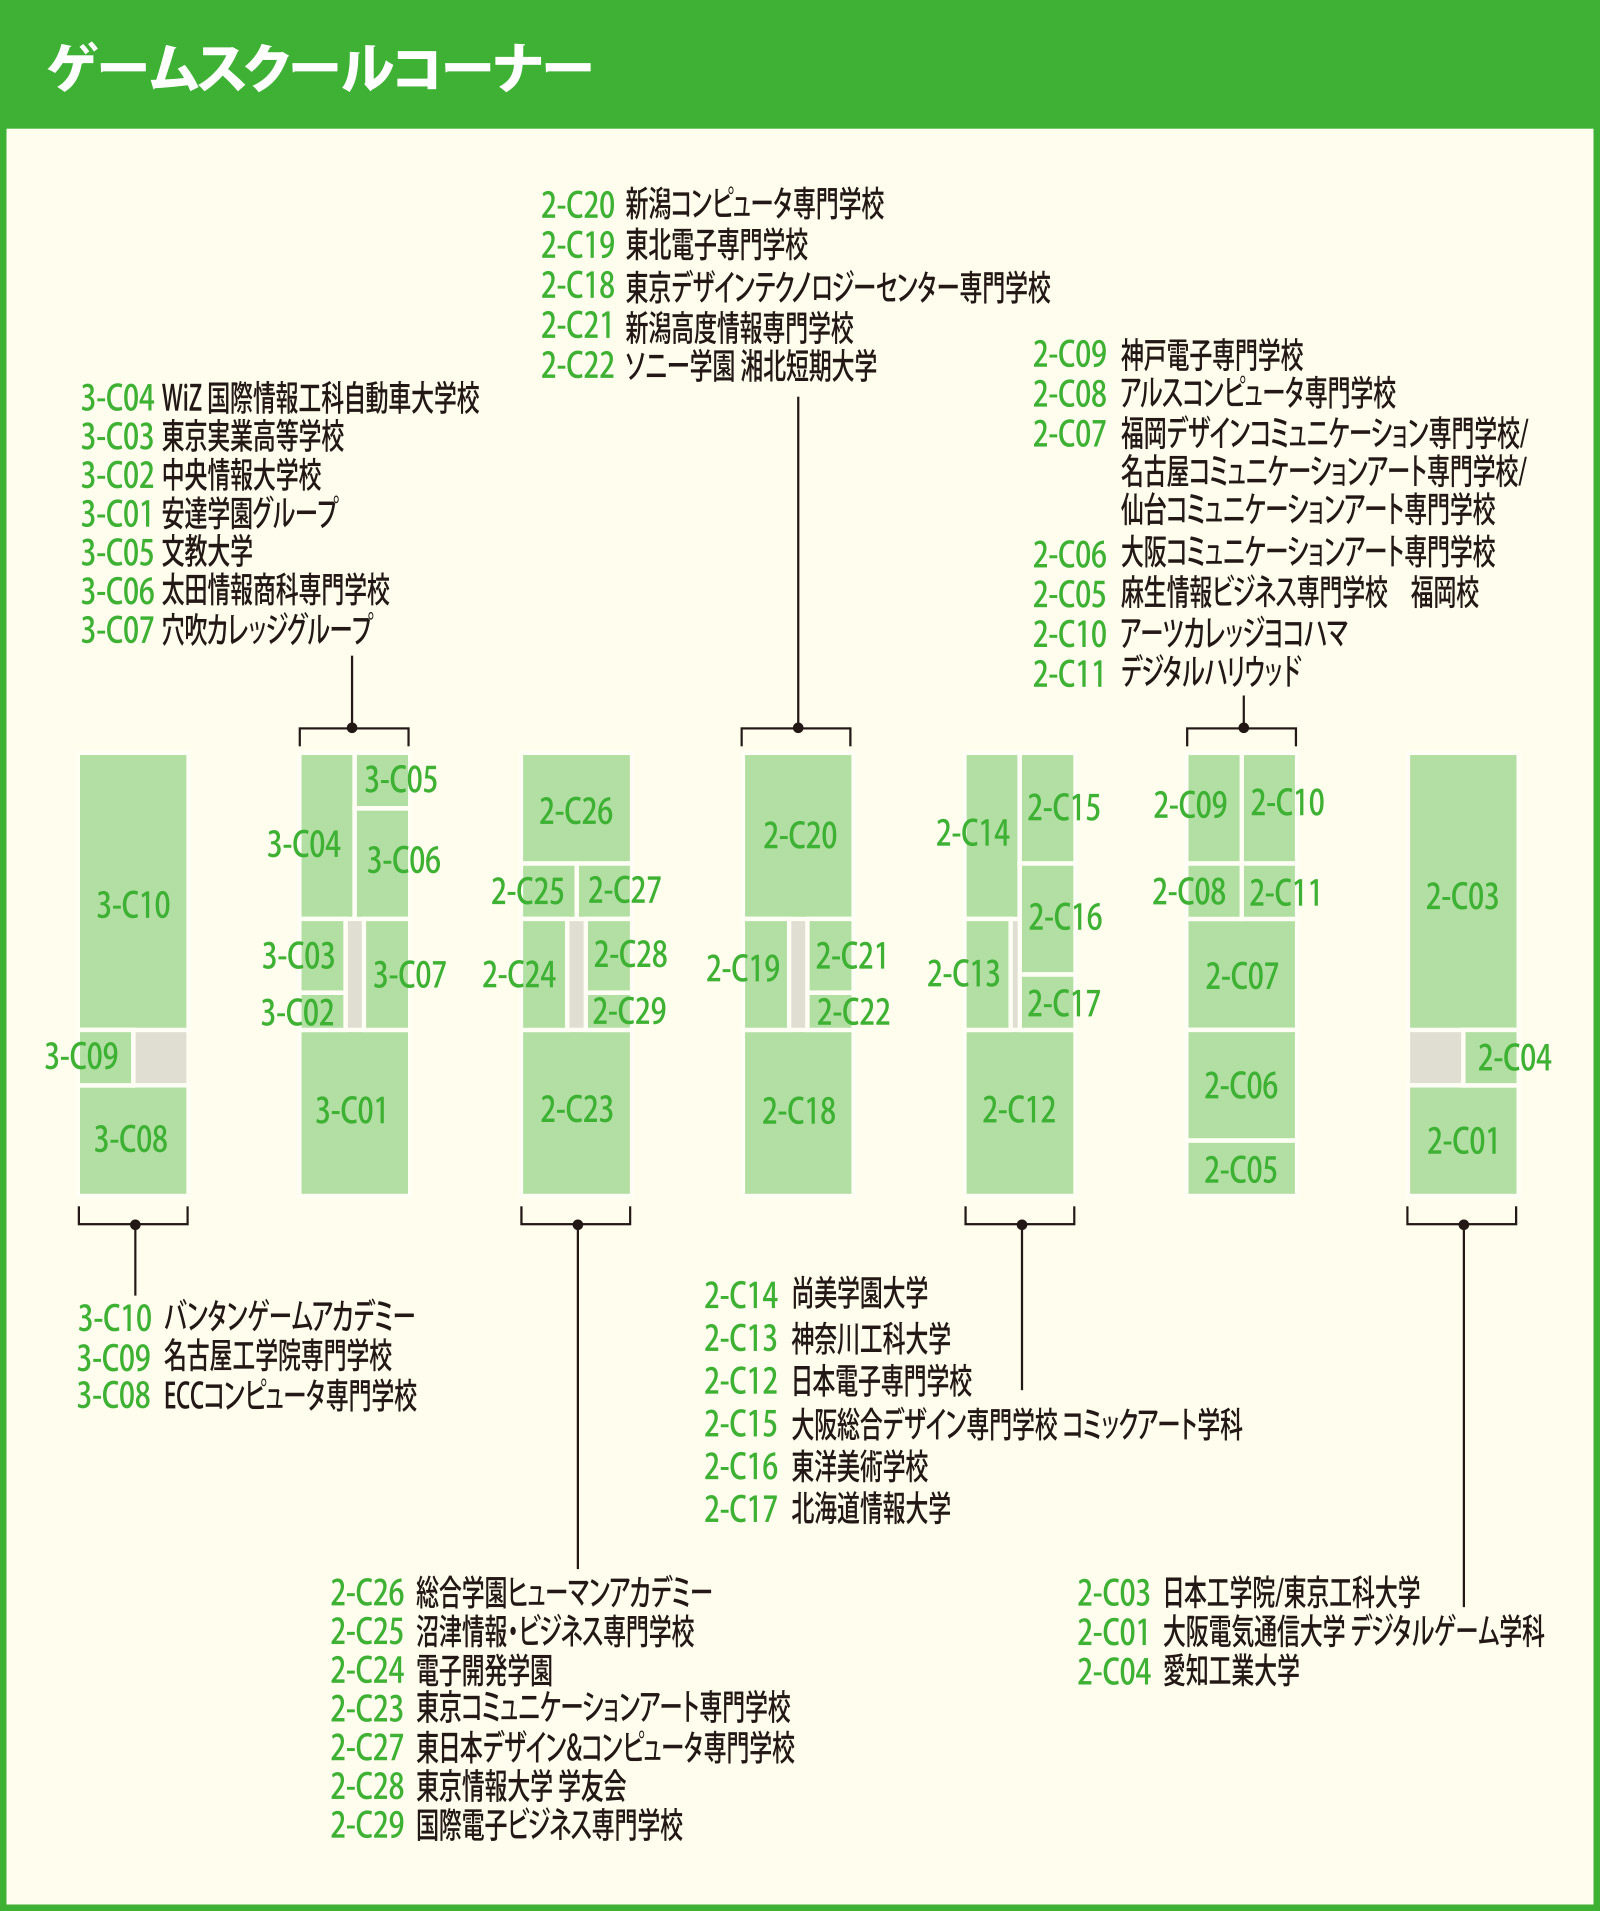 ゲームスクールコーナー
2-C20 新潟コンピュータ専門学校
2-C19 東北電子専門学校
2-C18 東京デザインテクノロジーセンター専門学校
2-C21 新潟高度情報専門学校
2-C22 ソニー学園 湘北短期大学
3-C04 WiZ 国際情報工科自動車大学校
3-C03 東京実業高等学校
3-C02 中央情報大学校
3-C01 安達学園グループ
3-C05 文教大学
3-C06 太田情報商科専門学校
3-C07 穴吹カレッジグループ
2-C09 神戸電子専門学校
2-C08 アルスコンピュータ専門学校
2-C07 福岡デザインコミュニケーション専門学校/
名古屋コミュニケーションアート専門学校/
仙台コミュニケーションアート専門学校
2-C06 大阪コミュニケーションアート専門学校
2-C05 麻生情報ビジネス専門学校　福岡校
2-C10 アーツカレッジヨコハマ
2-C11 デジタルハリウッド
3-C10
3-C09
3-C08
3-C05
3-C04
3-C06
3-C03
3-C07
3-C02
3-C01
2-C26
2-C25
2-C27
2-C24
2-C28
2-C29
2-C23
2-C20
2-C19
2-C21
2-C22
2-C18
2-C15
2-C14
2-C16
2-C13
2-C17
2-C12
2-C09
2-C10
2-C08
2-C11
2-C07
2-C06
2-C05
2-C03
2-C04
2-C01
3-C10 バンタンゲームアカデミー
3-C09 名古屋工学院専門学校
3-C08 ECCコンピュータ専門学校
2-C14 尚美学園大学
2-C13 神奈川工科大学
2-C12 日本電子専門学校
2-C15 大阪総合デザイン専門学校 コミックアート学科
2-C16 東洋美術学校
2-C17 北海道情報大学
2-C26 総合学園ヒューマンアカデミー
2-C25 沼津情報・ビジネス専門学校
2-C24 電子開発学園
2-C23 東京コミュニケーションアート専門学校
2-C27 東日本デザイン&コンピュータ専門学校
2-C28 東京情報大学 学友会
2-C29 国際電子ビジネス専門学校
2-C03 日本工学院/東京工科大学
2-C01 大阪電気通信大学 デジタルゲーム学科
2-C04 愛知工業大学